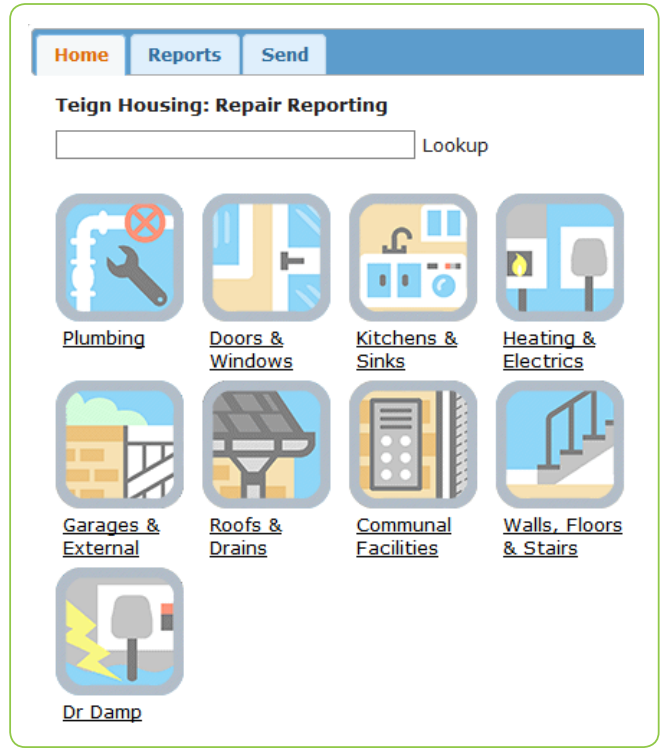 Home Reports Send
Teign Housing: Repair Reporting
Lookup
Plumbing
Doors &
Windows
Kitchens &
Sinks
Heating &
Electrics
Garages &
External
Roofs &
Drains
Communal
Facilities
Walls, Floors
& Stairs
Dr Damp